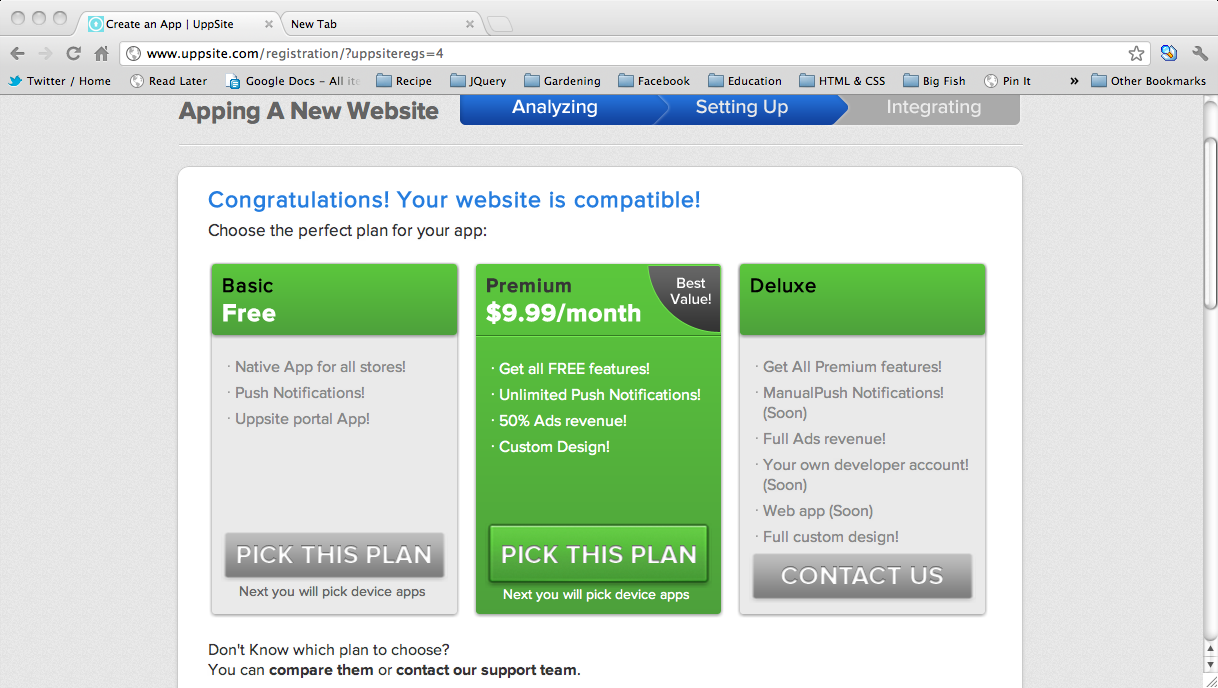 Create an App | UppSite
New Tab
www.uppsite.com/registration/?uppsiteregs=4
Twitter / Home
Read Later
Google Docs - All ite
Recipe
JQuery
Gardening
Facebook
Education
HTML & CSS
Big Fish
Pin It
»
Other Bookmarks
Apping A New Website
Analyzing
Setting Up
Integrating
Congratulations! Your website is compatible!
Choose the perfect plan for your app:
Basic
Free
· Native App for all stores!
· Push Notifications!
· Uppsite portal App!
PICK THIS PLAN
Next you will pick device apps
Premium
$9.99/month
Best
Value!
· Get all FREE features!
· Unlimited Push Notifications!
· 50% Ads revenue!
· Custom Design!
PICK THIS PLAN
Next you will pick device apps
Deluxe
· Get All Premium features!
· ManualPush Notifications!
(Soon)
· Full Ads revenue!
· Your own developer account!
(Soon)
· Web app (Soon)
· Full custom design!
CONTACT US
Don't Know which plan to choose?
You can compare them or contact our support team.